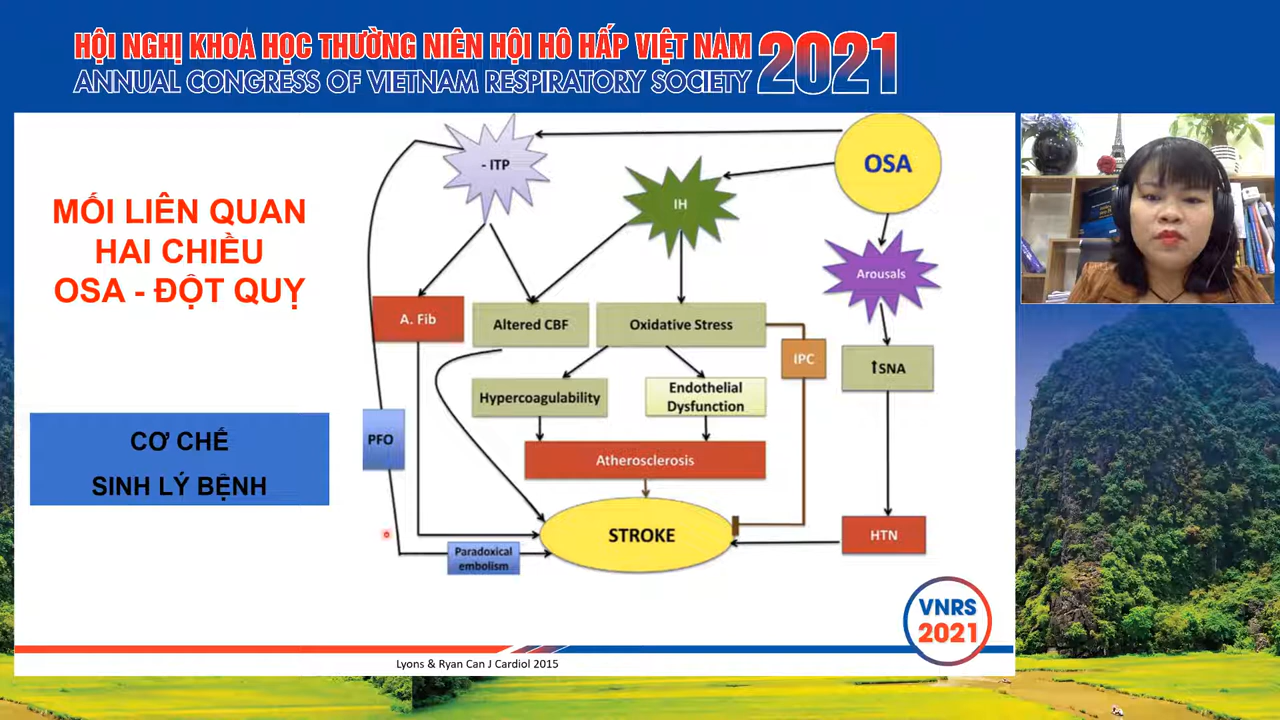 HỘI NGHỊ KHOA HỌC THƯỜNG NIÊN HỘI HÔ HẤP VIỆT NAM
ANNUAL CONGRESS OF VIETNAM RESPIRATORY SOCIETY
2021
MỐI LIÊN QUAN
HAI CHIỀU
OSA - ĐỘT QUỴ
CƠ CHẾ
SINH LÝ BỆNH
- ITP
OSA
IH
Arousals
A. Fib
Altered CBF
Oxidative Stress
IPC
↑SNA
Hypercoagulability
Endothelial
Dysfunction
PFO
Atherosclerosis
STROKE
HTN
Paradoxical
embolism
VNRS
2021
Lyons & Ryan Can J Cardiol 2015